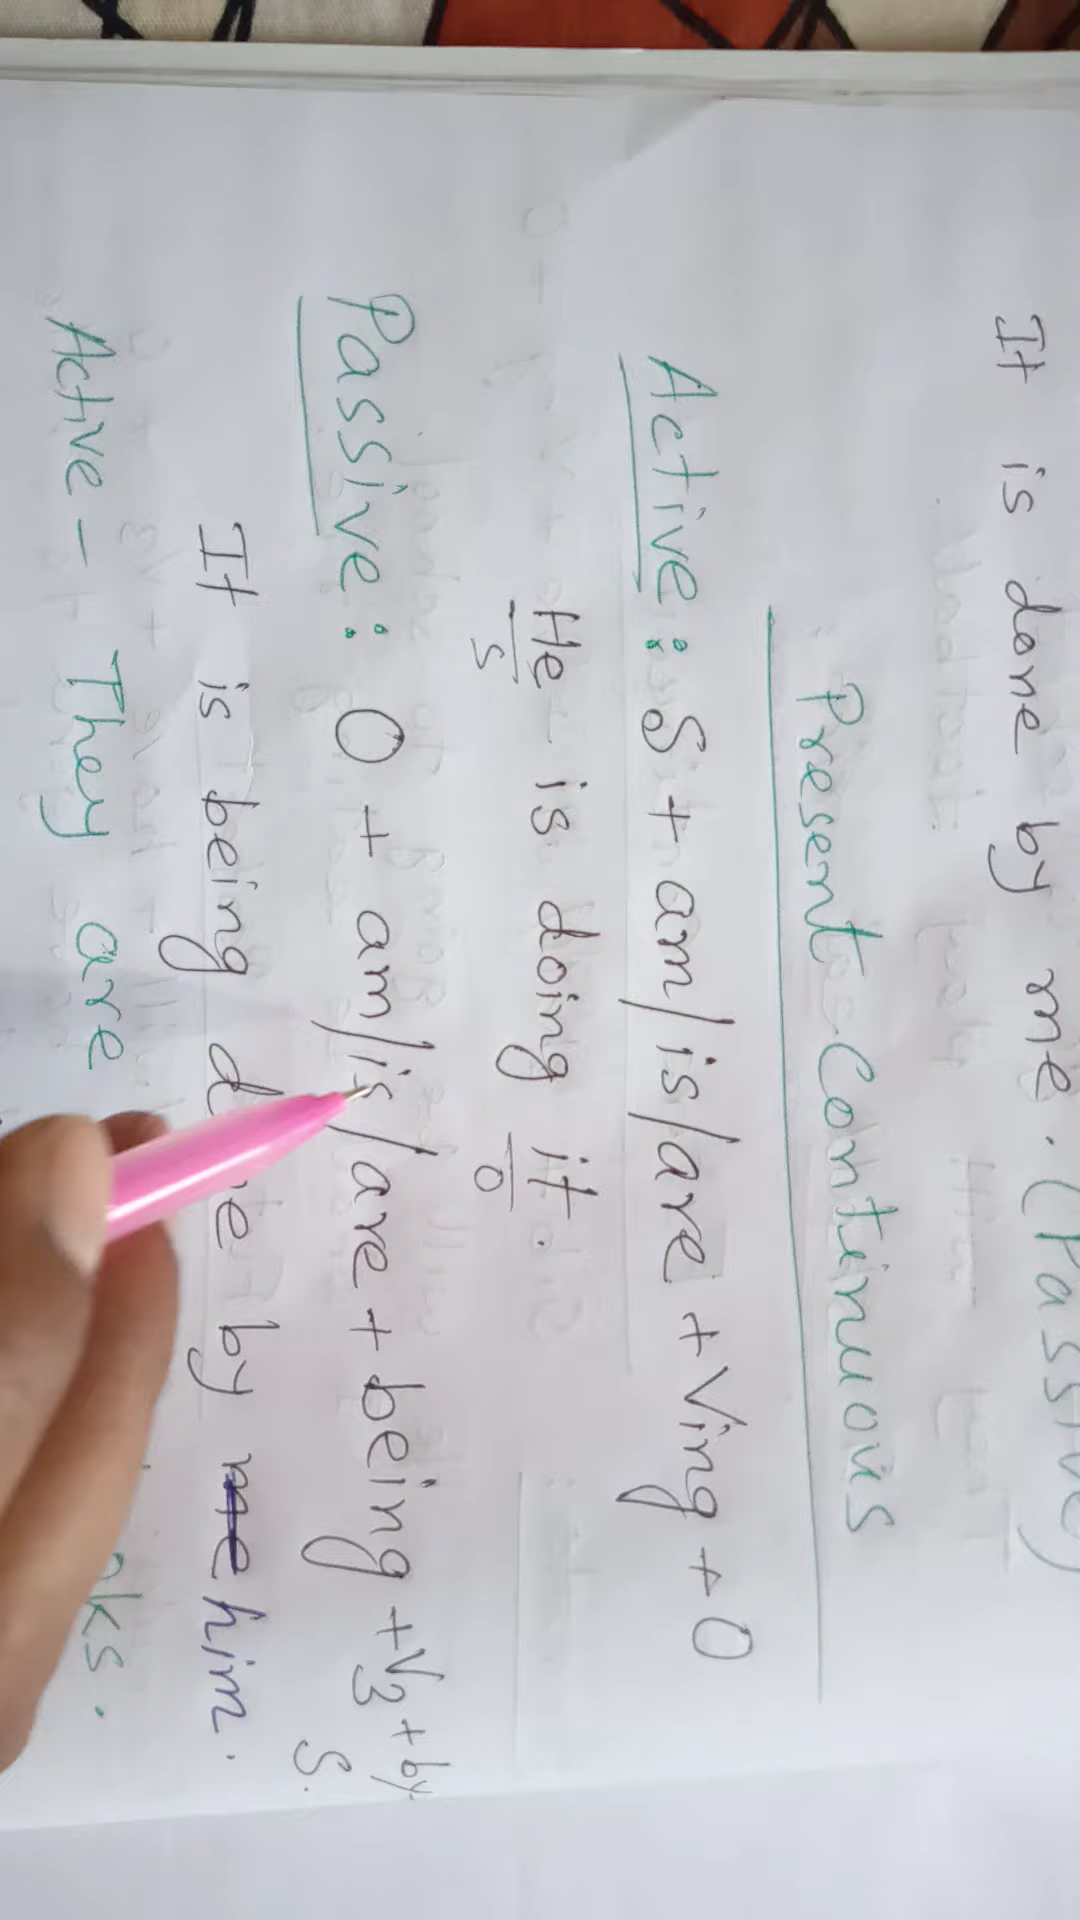 It is done by me. (Passive
Present Continuous
Active: S + am/is/are + Ving + O
He is doing it.
S O
Passive: O + am/is/are + being + V3 + by
S.
It is being by me him.
Active - They are